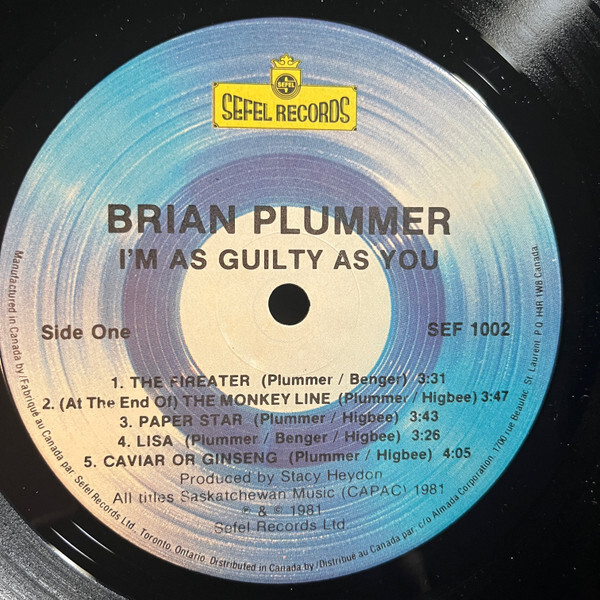 SEFEL
SEFEL RECORDS
BRIAN PLUMMER
I'M AS GUILTY AS YOU
Side One
SEF 1002
1. THE FIREATER (Plummer / Benger) 3:31
2. (At The End Of) THE MONKEY LINE (Plummer / Higbee) 3:47
3. PAPER STAR (Plummer / Higbee) 3:43
4. LISA (Plummer / Benger / Higbee) 3:26
5. CAVIAR OR GINSENG (Plummer / Higbee) 4:05
Produced by Stacy Heydon
All titles Saskatchewan Music (CAPAC) 1981
℗ & © 1981
Sefel Records Ltd.
Manufactured in Canada by/Fabriqué au Canada par: Sefel Records Ltd., Toronto, Ontario. Distributed in Canada by/Distribué au Canada par: c/o Almada Corporation, 1700 rue Beaulac, St. Laurent, P.Q. H4R 1W8 Canada.